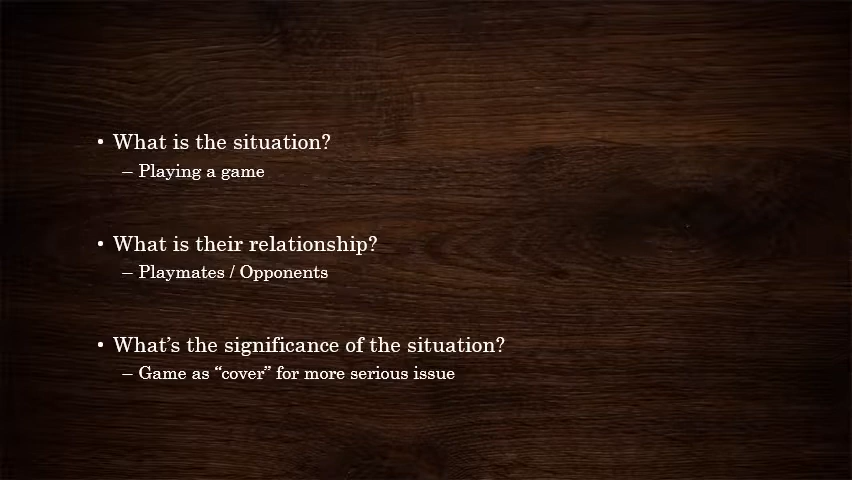 • What is the situation?
– Playing a game
• What is their relationship?
– Playmates / Opponents
• What’s the significance of the situation?
– Game as “cover” for more serious issue